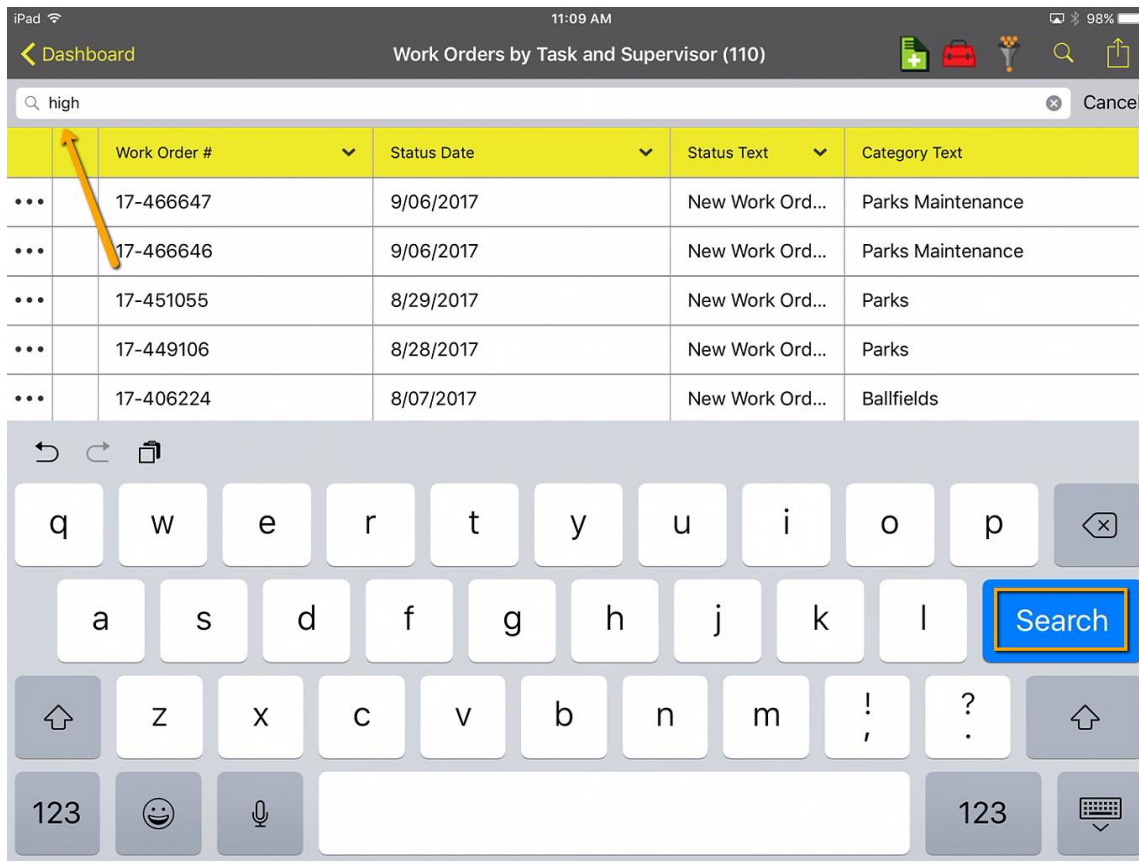 iPad 11:09 AM 98%
Dashboard Work Orders by Task and Supervisor (110)
high Cancel
Work Order # Status Date Status Text Category Text
17-466647 9/06/2017 New Work Ord... Parks Maintenance
17-466646 9/06/2017 New Work Ord... Parks Maintenance
17-451055 8/29/2017 New Work Ord... Parks
17-449106 8/28/2017 New Work Ord... Parks
17-406224 8/07/2017 New Work Ord... Ballfields
q w e r t y u i o p
a s d f g h j k l Search
z x c v b n m ! , ? .
123 123